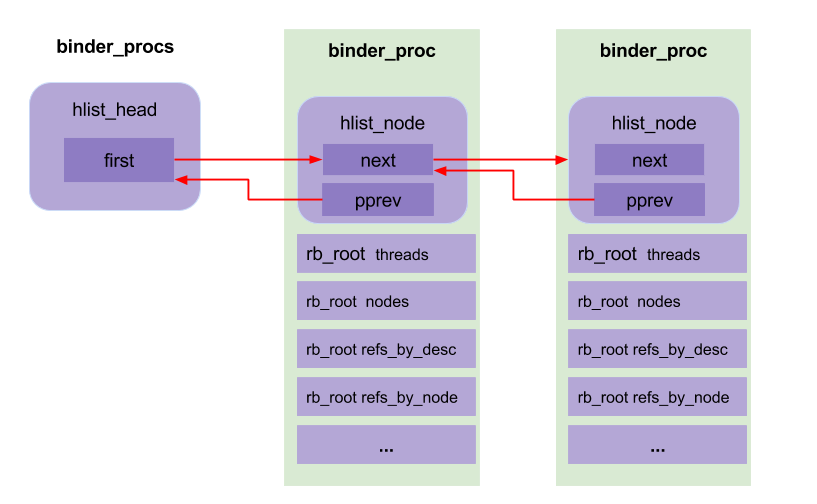 binder_procs
hlist_head
first
binder_proc
hlist_node
next
pprev
rb_root threads
rb_root nodes
rb_root refs_by_desc
rb_root refs_by_node
...
binder_proc
hlist_node
next
pprev
rb_root threads
rb_root nodes
rb_root refs_by_desc
rb_root refs_by_node
...